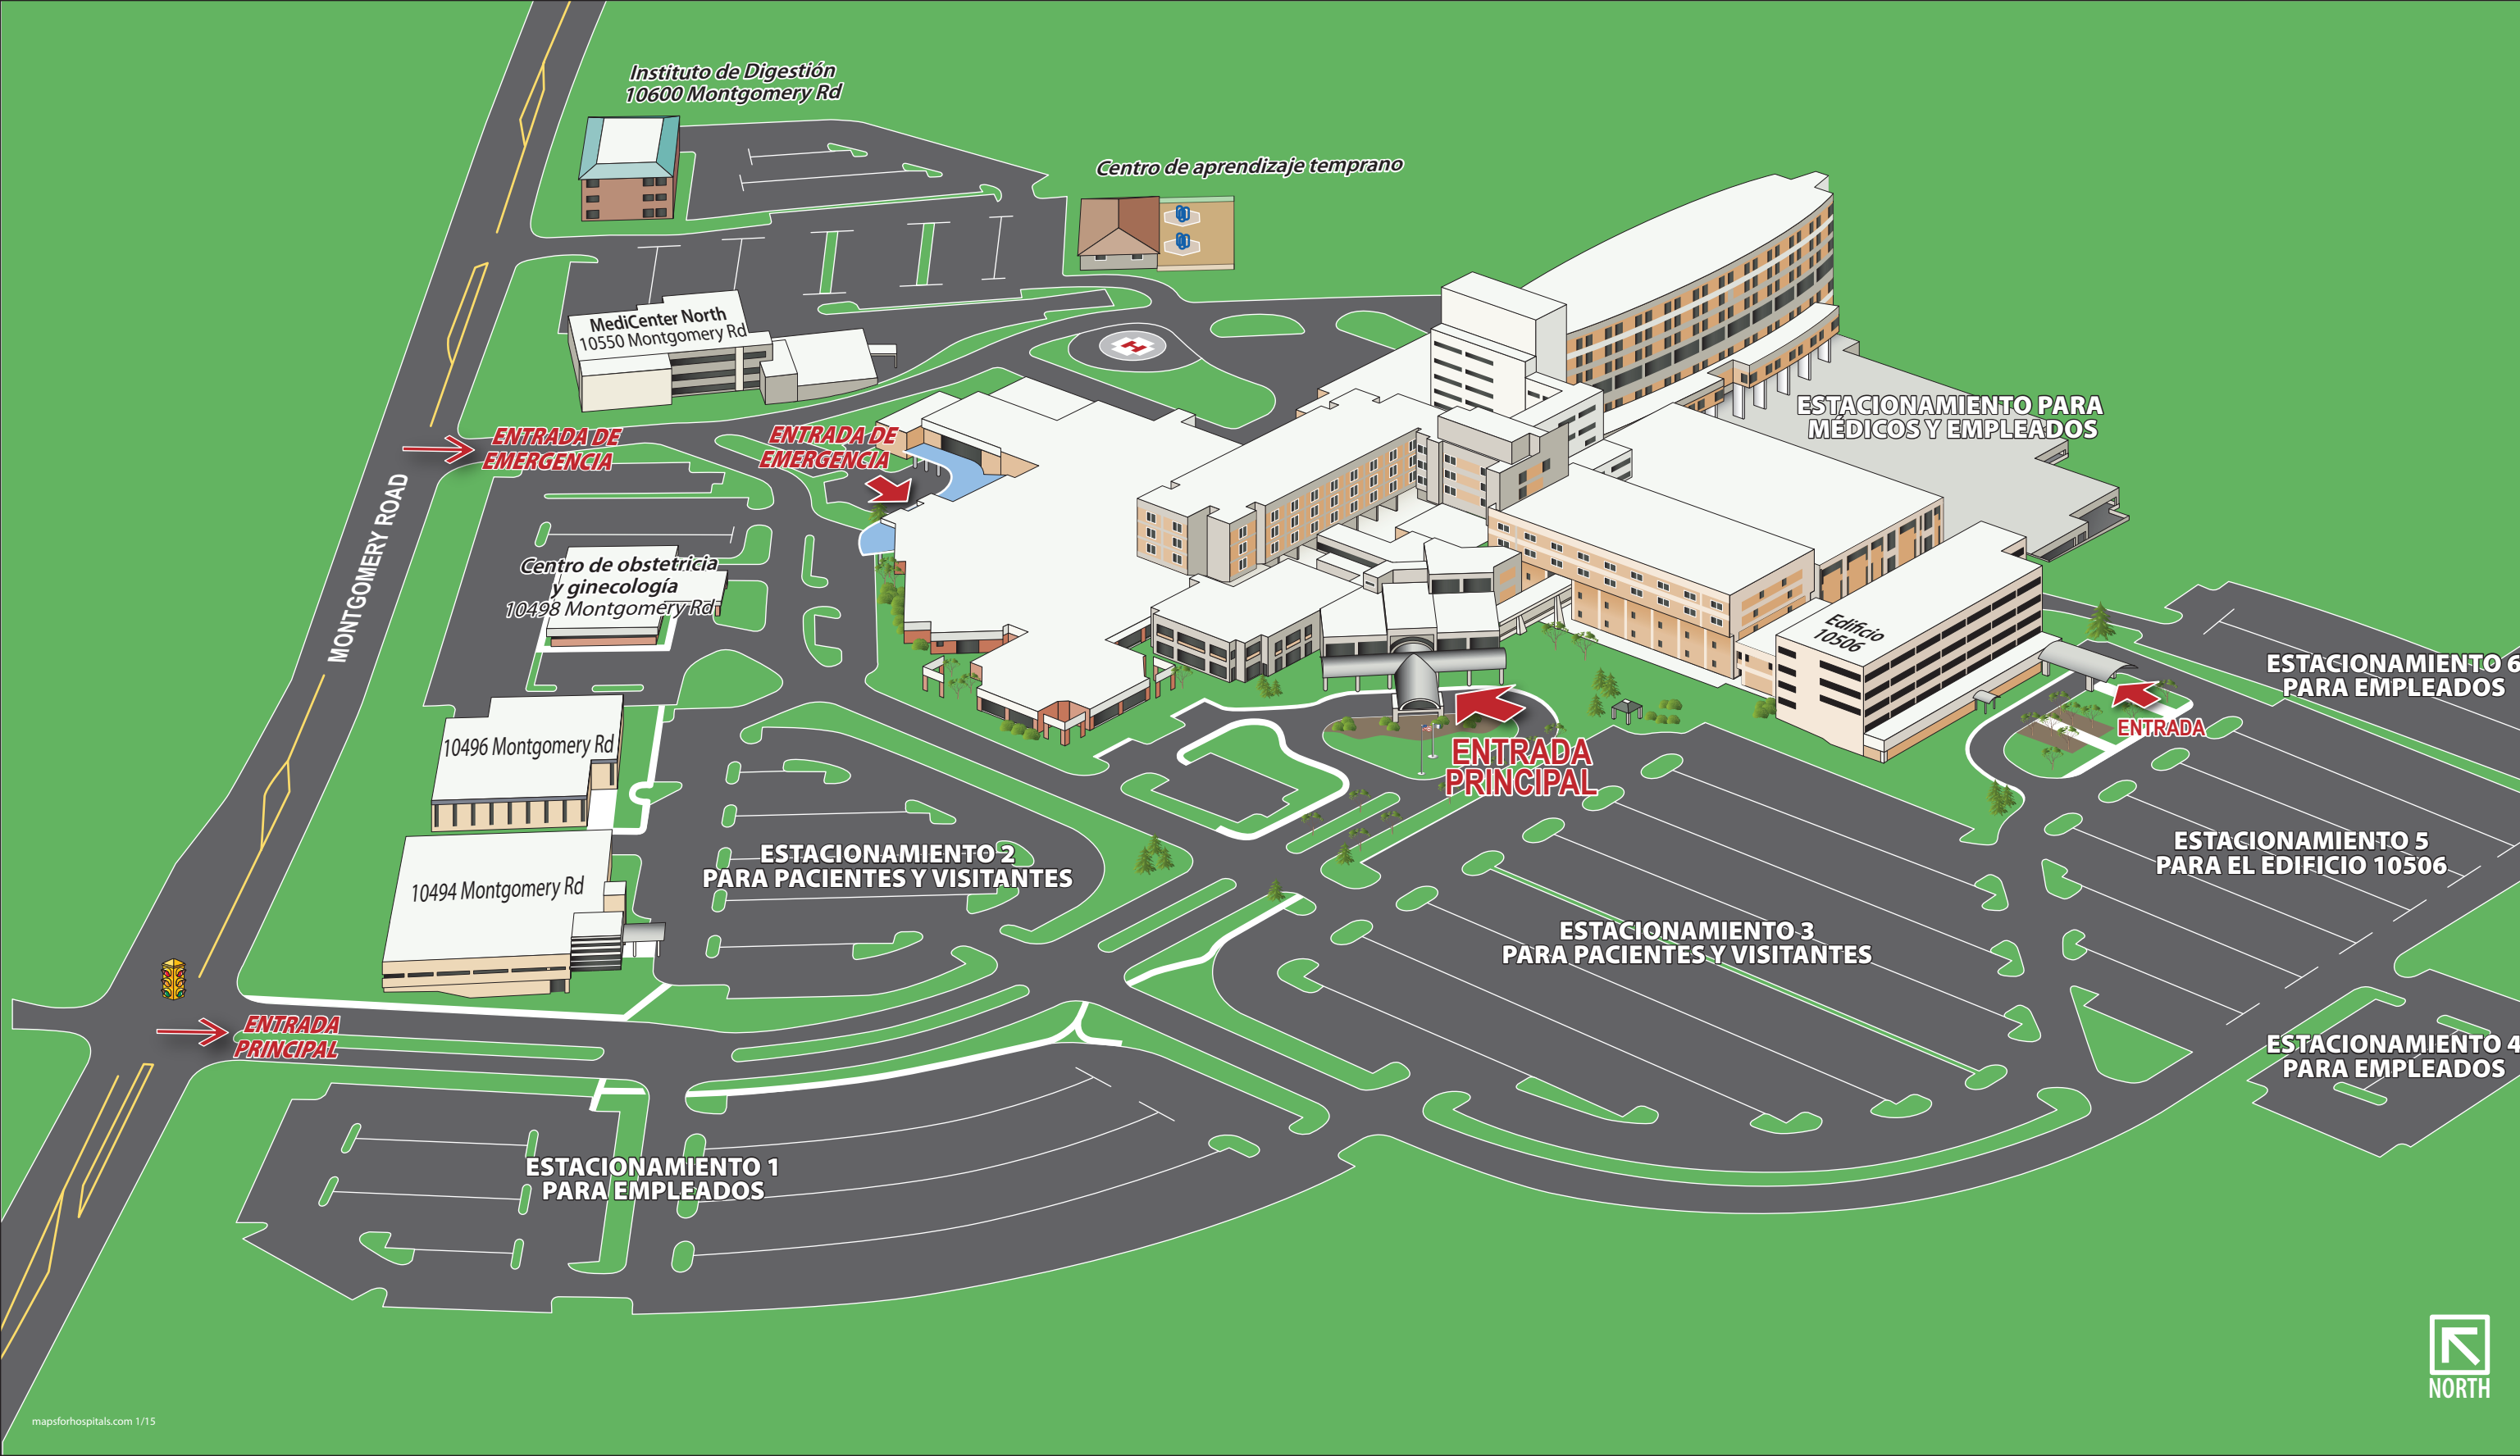 Instituto de Digestión
10600 Montgomery Rd
Centro de aprendizaje temprano
MediCenter North
10550 Montgomery Rd
H
ESTACIONAMIENTO PARA
MÉDICOS Y EMPLEADOS
ENTRADA DE
EMERGENCIA
ENTRADA DE
EMERGENCIA
MONTGOMERY ROAD
Centro de obstetricia
y ginecología
10498 Montgomery Rd
Edificio
10506
ESTACIONAMIENTO 6
PARA EMPLEADOS
ENTRADA
10496 Montgomery Rd
ENTRADA
PRINCIPAL
ESTACIONAMIENTO 2
PARA PACIENTES Y VISITANTES
ESTACIONAMIENTO 5
PARA EL EDIFICIO 10506
10494 Montgomery Rd
ESTACIONAMIENTO 3
PARA PACIENTES Y VISITANTES
ENTRADA
PRINCIPAL
ESTACIONAMIENTO 4
PARA EMPLEADOS
ESTACIONAMIENTO 1
PARA EMPLEADOS
NORTH
mapsforhospitals.com 1/15